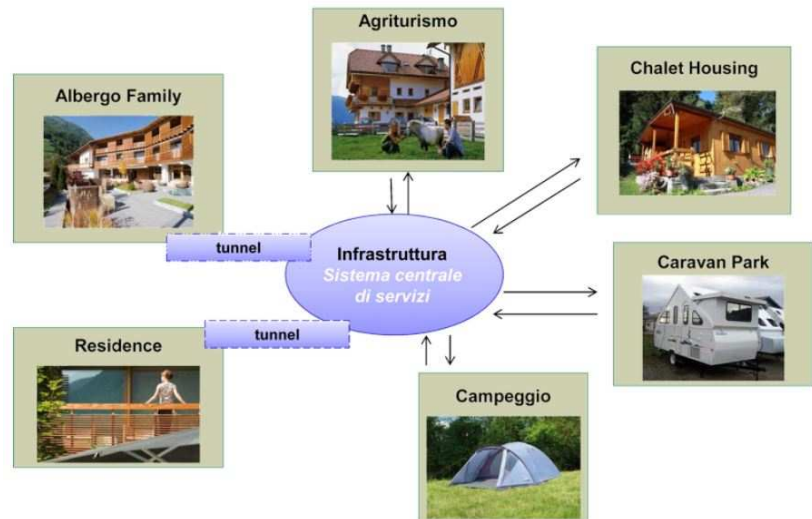 Agriturismo
Albergo Family
Chalet Housing
tunnel
Infrastruttura
Sistema centrale
di servizi
Caravan Park
tunnel
Residence
Campeggio